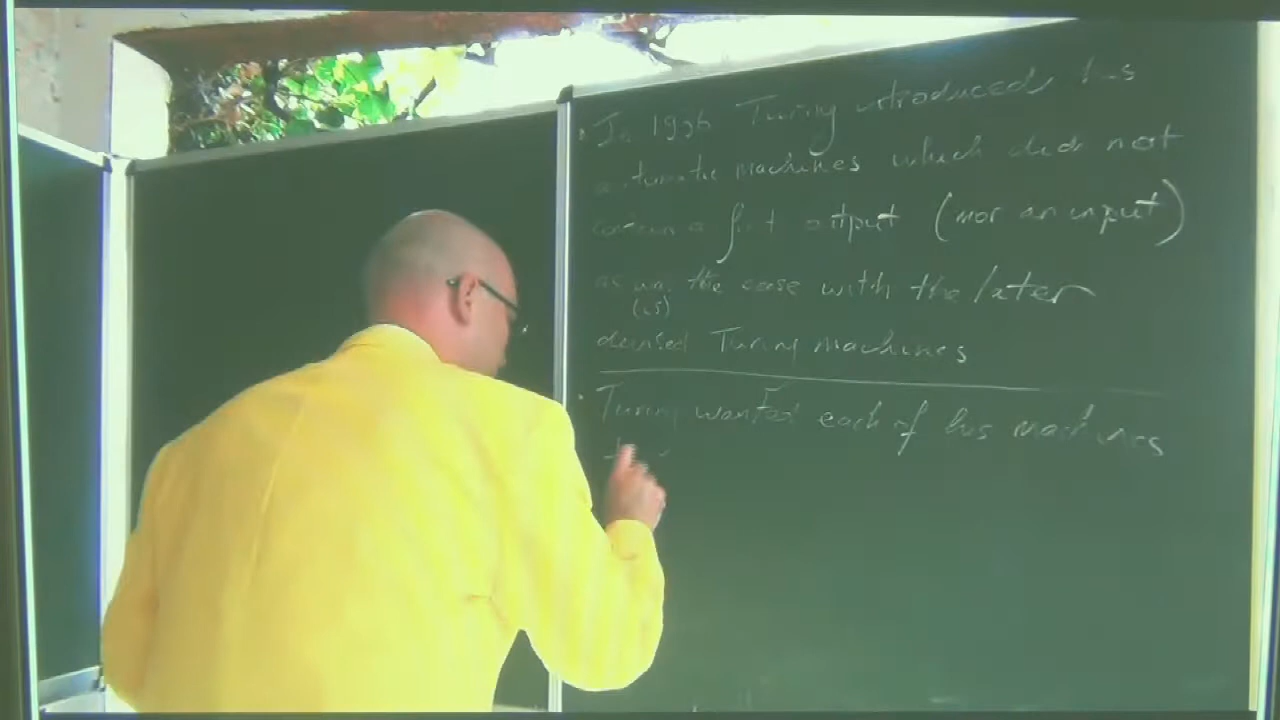 • In 1936 Turing introduced his
automatic machines which did not
contain a first output (nor an input)
as was the case with the later
(is)
devised Turing machines
• Turing wanted each of his machines